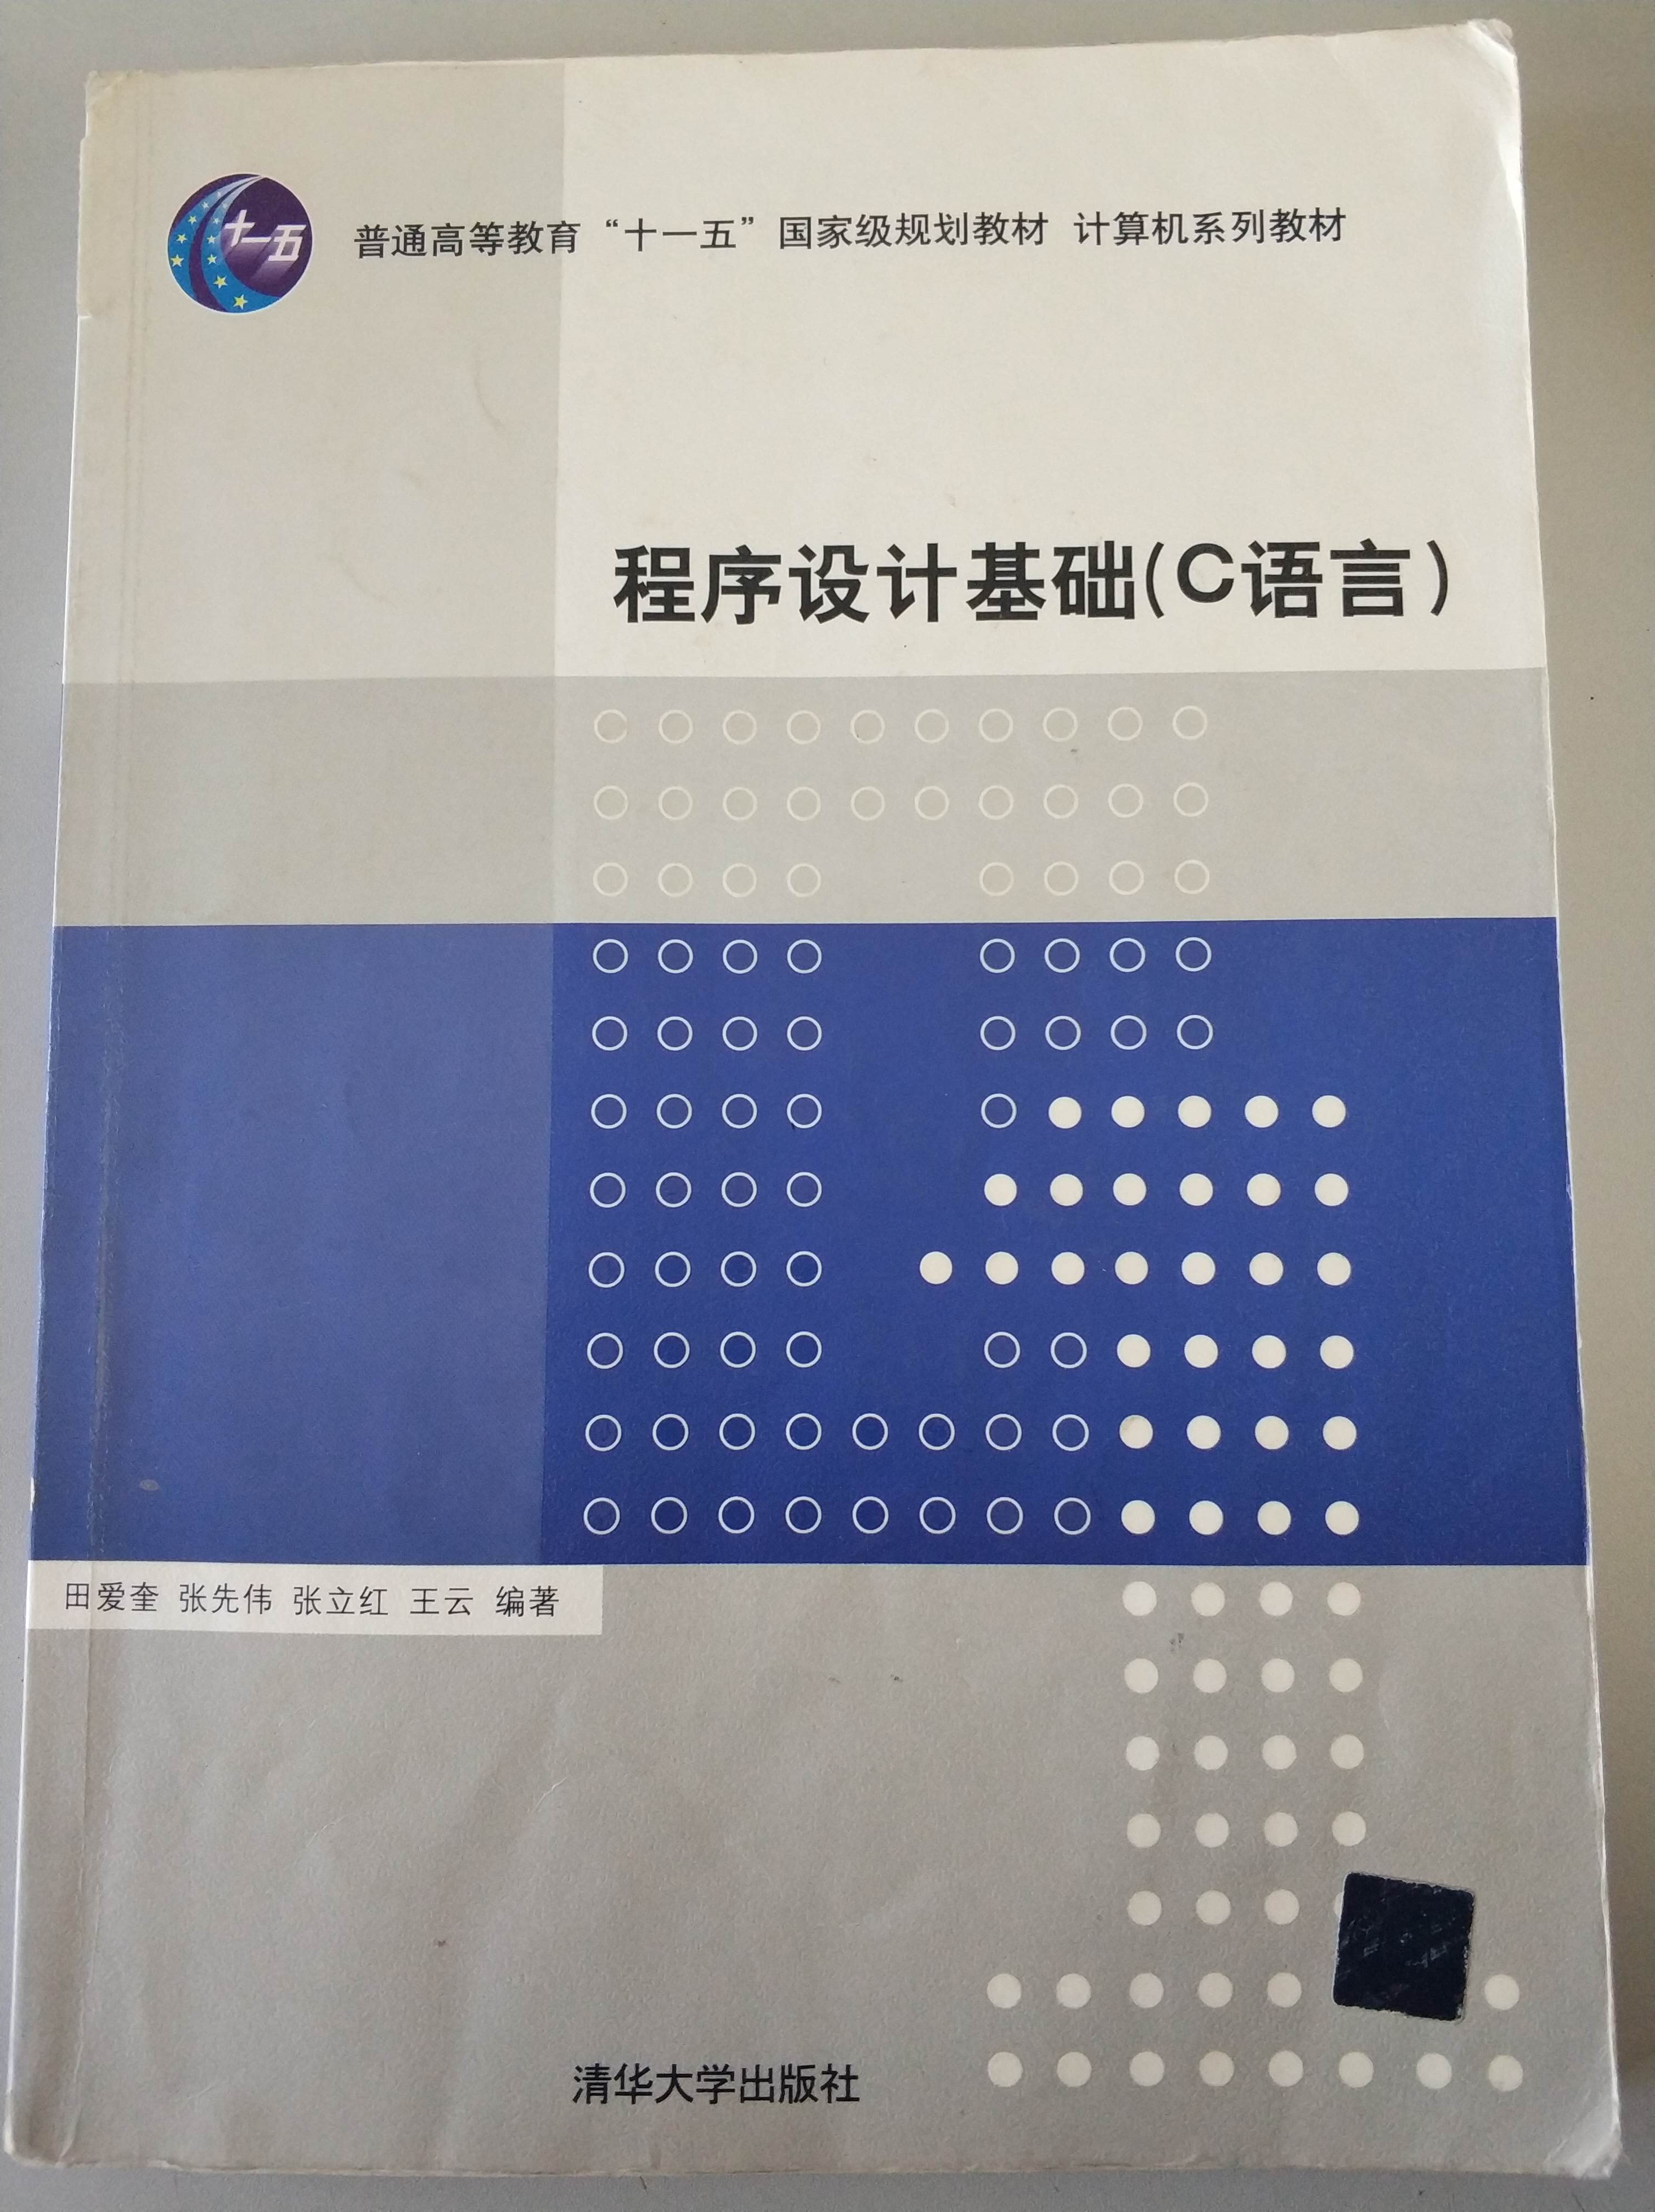 十一五
普通高等教育“十一五”国家级规划教材 计算机系列教材
程序设计基础(C语言)
田爱奎 张先伟 张立红 王云 编著
清华大学出版社